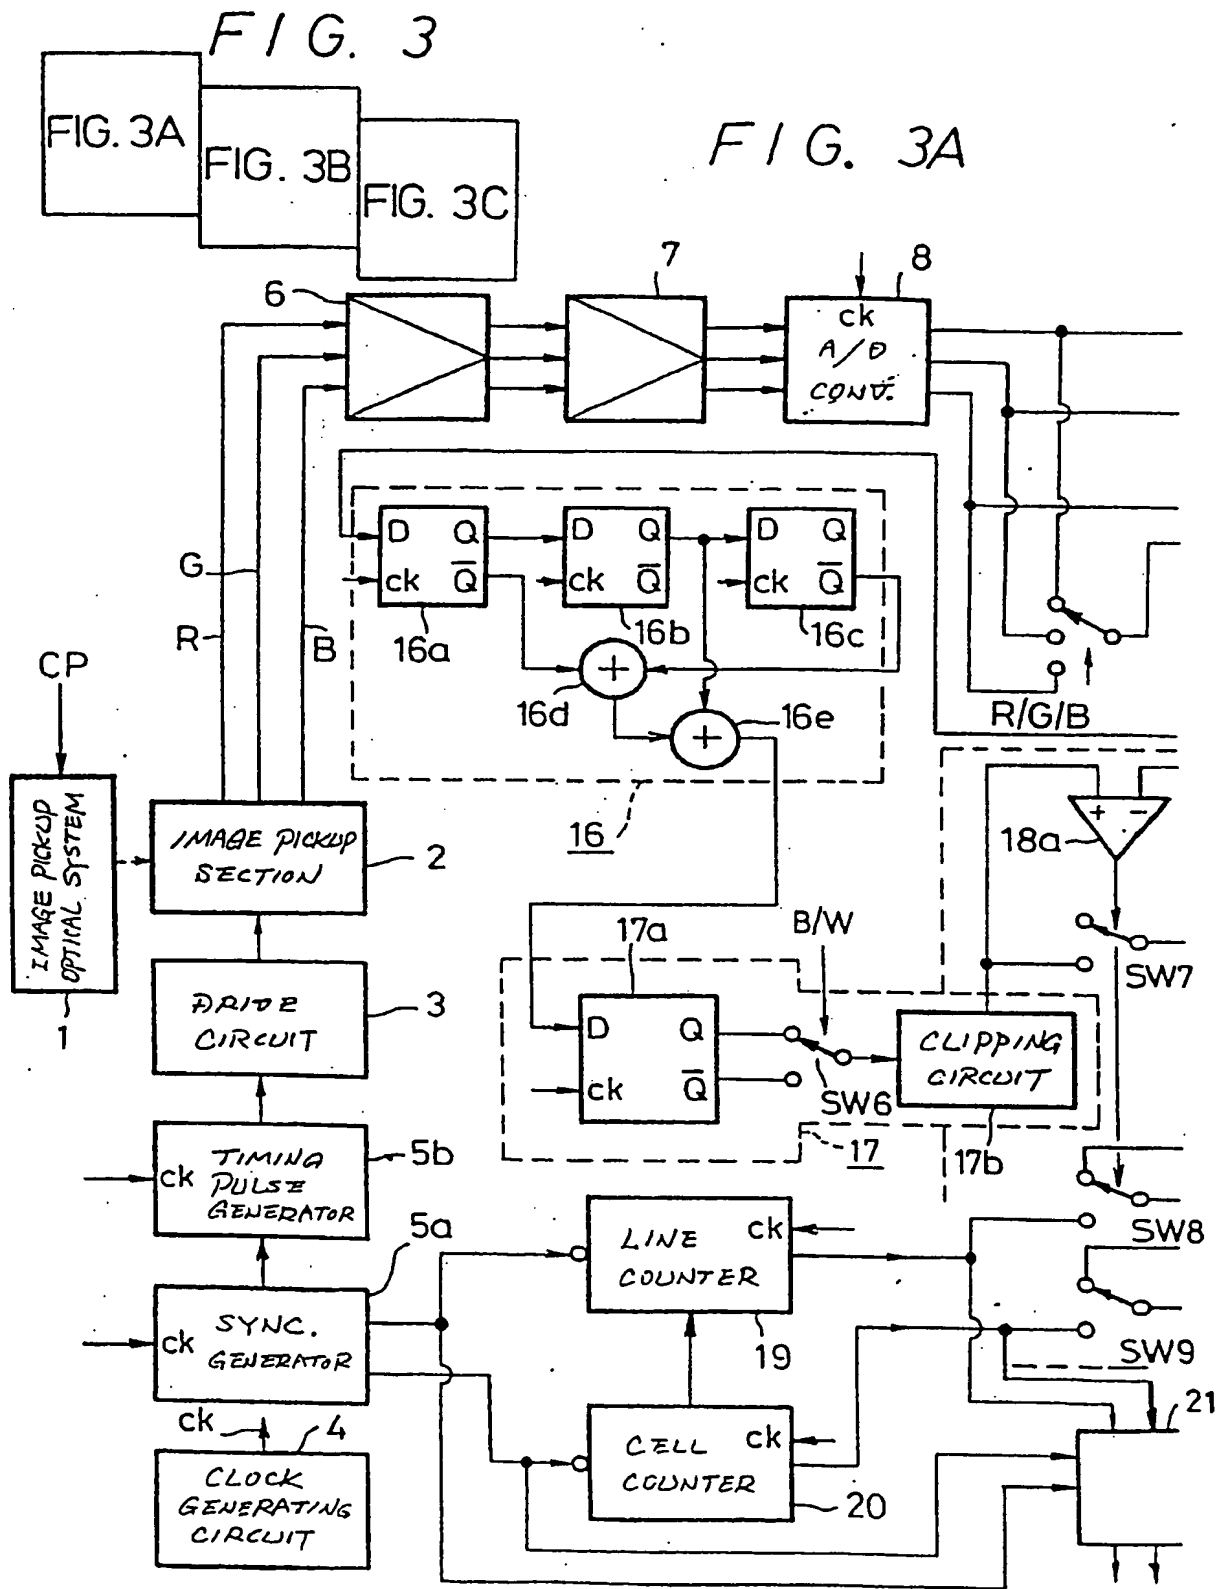 FIG. 3
FIG. 3A
FIG. 3B
FIG. 3C
FIG. 3A
6
7
8
ck
A/D
CONV.
R
G
B
D Q
ck Q̅
16a
D Q
ck Q̅
16b
D Q
ck Q̅
16c
+
16d
+
16e
16
R/G/B
CP
IMAGE PICKUP
OPTICAL SYSTEM
1
IMAGE PICKUP
SECTION
2
DRIVE
CIRCUIT
3
+ -
18a
SW7
17a
B/W
D Q
ck Q̅
SW6
CLIPPING
CIRCUIT
17b
17
ck
TIMING
PULSE
GENERATOR
5b
5a
ck
SYNC.
GENERATOR
ck
4
CLOCK
GENERATING
CIRCUIT
LINE
COUNTER
ck
19
CELL
COUNTER
ck
20
SW8
SW9
21